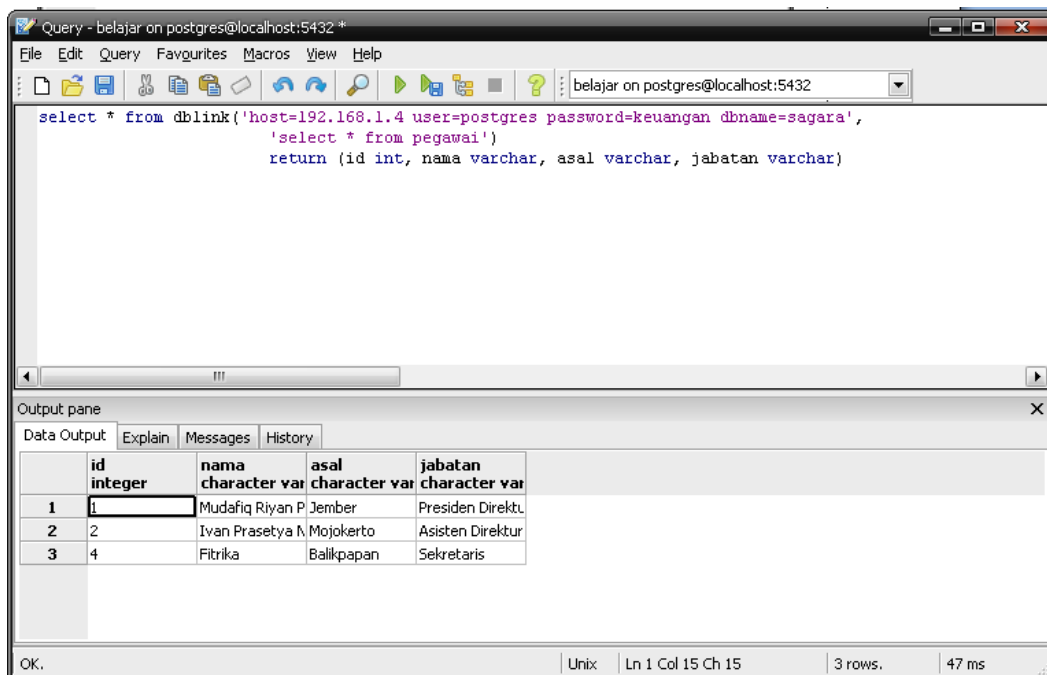 Query - belajar on postgres@localhost:5432 *
File Edit Query Favourites Macros View Help
belajar on postgres@localhost:5432
select * from dblink('host=192.168.1.4 user=postgres password=keuangan dbname=sagara',
'select * from pegawai')
return (id int, nama varchar, asal varchar, jabatan varchar)
Output pane
Data Output Explain Messages History
id nama asal jabatan
integer character var character var character var
1 1 Mudafiq Riyan P Jember Presiden Direktu
2 2 Ivan Prasetya Mojokerto Asisten Direktur
3 4 Fitrika Balikpapan Sekretaris
OK. Unix Ln 1 Col 15 Ch 15 3 rows. 47 ms